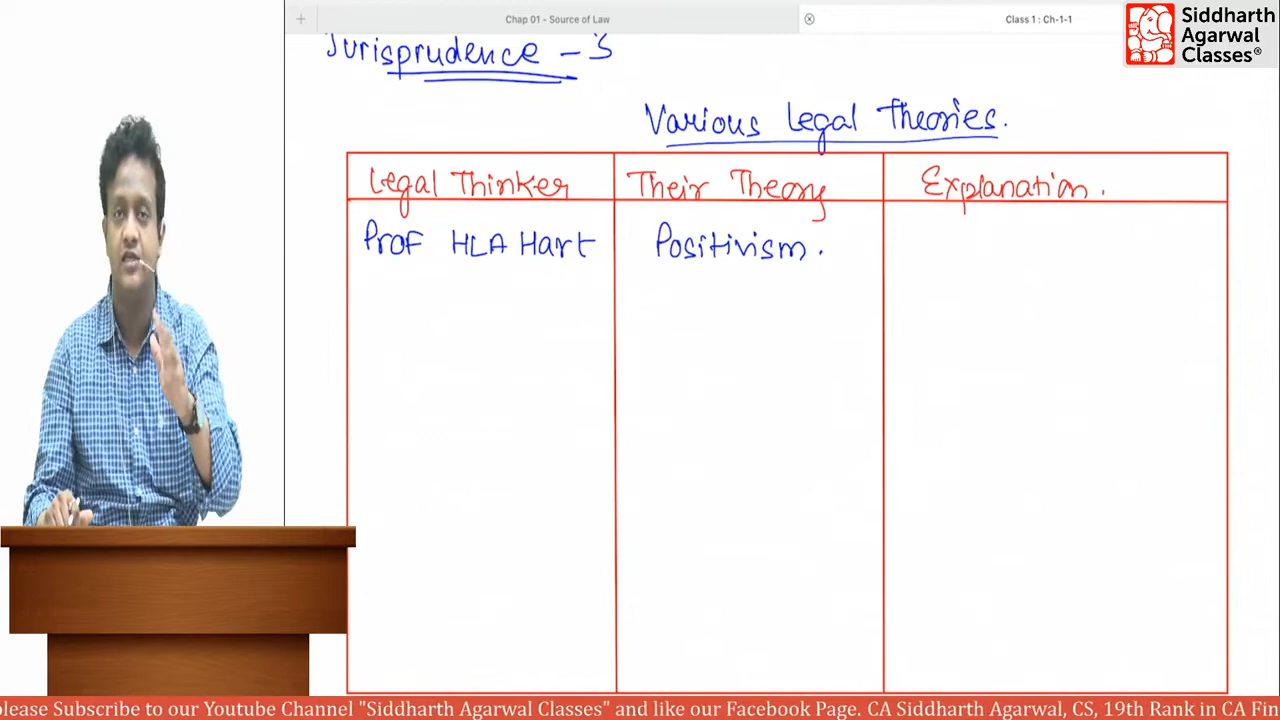 Chap 01 - Source of Law
Class 1 : Ch-1-1
Siddharth
Agarwal
Classes®
Jurisprudence - 3
Various Legal Theories.
Legal Thinker Their Theory Explanation.
Prof HLA Hart Positivism.
please Subscribe to our Youtube Channel "Siddharth Agarwal Classes" and like our Facebook Page. CA Siddharth Agarwal, CS, 19th Rank in CA Fin